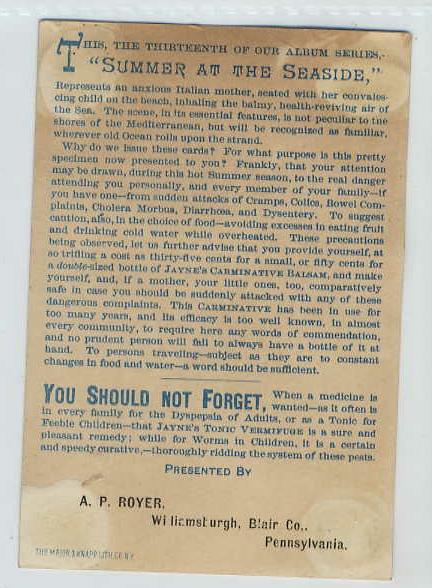 THIS, THE THIRTEENTH OF OUR ALBUM SERIES,-
"SUMMER AT THE SEASIDE,"
Represents an anxious Italian mother, seated with her convales-
cing child on the beach, inhaling the balmy, health-reviving air of
the Sea. The scene, in its essential features, is not peculiar to the
shores of the Mediterranean, but will be recognized as familiar,
wherever old Ocean rolls upon the strand.
Why do we issue these cards? For what purpose is this pretty
specimen now presented to you? Frankly, that your attention
may be drawn, during this hot Summer season, to the real danger
attending you personally, and every member of your family—if
you have one—from sudden attacks of Cramps, Colics, Bowel Com-
plaints, Cholera Morbus, Diarrhœa, and Dysentery. To suggest
caution, also, in the choice of food—avoiding excesses in eating fruit
and drinking cold water while overheated. These precautions
being observed, let us further advise that you provide yourself, at
so trifling a cost as thirty-five cents for a small, or fifty cents for
a double-sized bottle of JAYNE'S CARMINATIVE BALSAM, and make
yourself, and, if a mother, your little ones, too, comparatively
safe in case you should be suddenly attacked with any of these
dangerous complaints. This CARMINATIVE has been in use for
too many years, and its efficacy is too well known, in almost
every community, to require here any words of commendation,
and no prudent person will fail to always have a bottle of it at
hand. To persons traveling—subject as they are to constant
changes in food and water—a word should be sufficient.
YOU SHOULD NOT FORGET, When a medicine is
wanted—as it often is
in every family for the Dyspepsia of Adults, or as a Tonic for
Feeble Children—that JAYNE'S TONIC VERMIFUGE is a sure and
pleasant remedy; while for Worms in Children, it is a certain
and speedy curative,—thoroughly ridding the system of these pests.
PRESENTED BY
A. P. ROYER,
Williamsburgh, Blair Co.,
Pennsylvania.
THE MAJOR & KNAPP LITH. CO. N.Y.